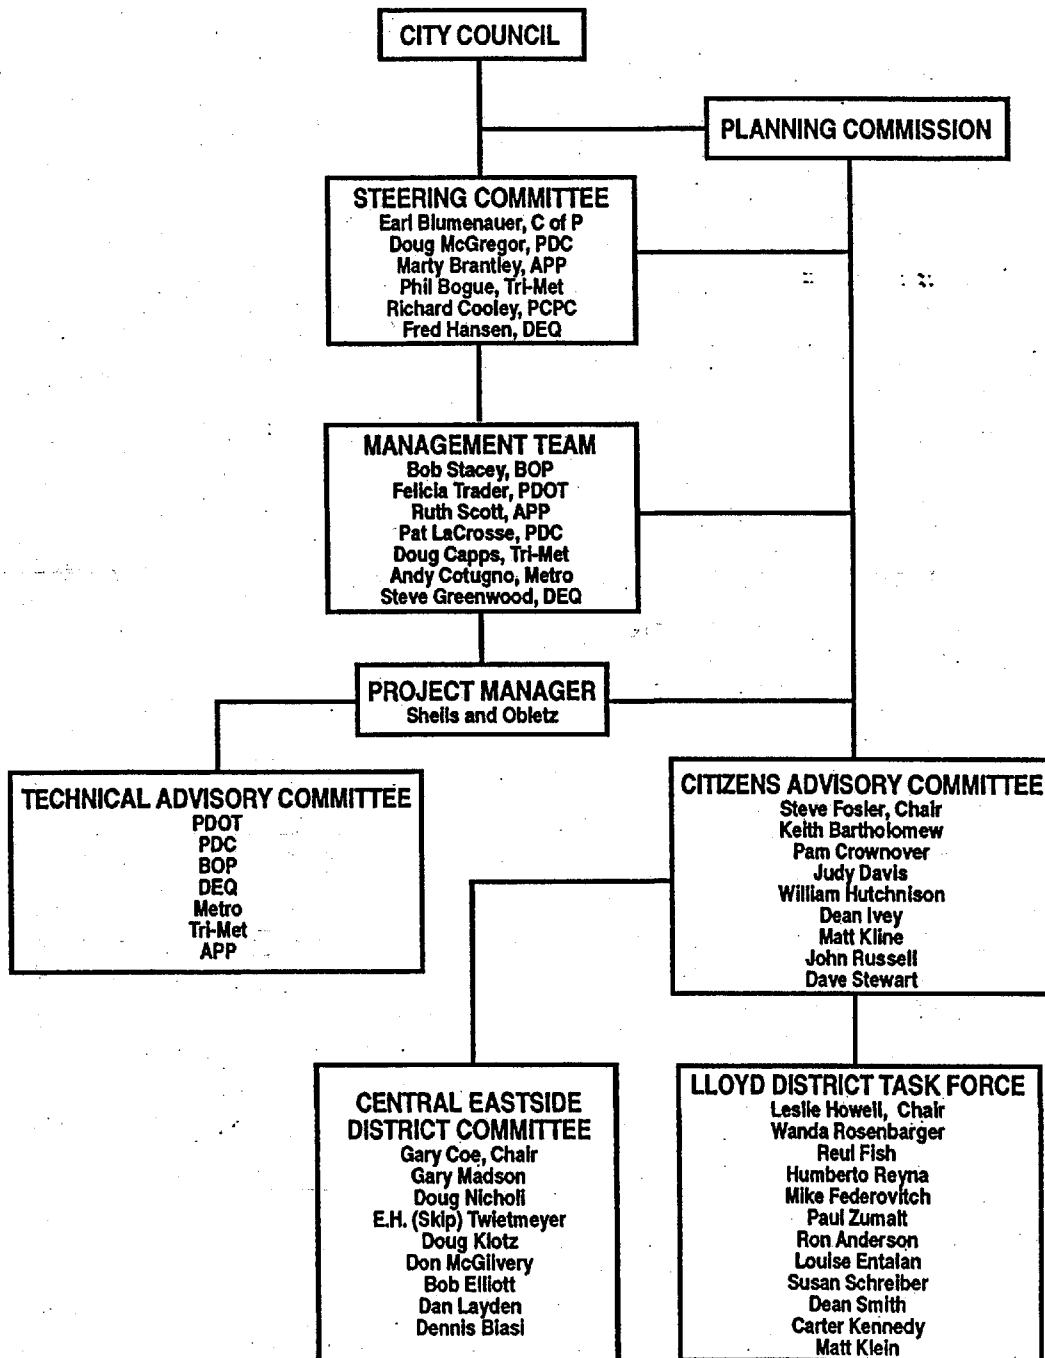 CITY COUNCIL
PLANNING COMMISSION
STEERING COMMITTEE
Earl Blumenauer, C of P
Doug McGregor, PDC
Marty Brantley, APP
Phil Bogue, Tri-Met
Richard Cooley, PCPC
Fred Hansen, DEQ
MANAGEMENT TEAM
Bob Stacey, BOP
Felicia Trader, PDOT
Ruth Scott, APP
Pat LaCrosse, PDC
Doug Capps, Tri-Met
Andy Cotugno, Metro
Steve Greenwood, DEQ
PROJECT MANAGER
Shells and Obletz
TECHNICAL ADVISORY COMMITTEE
PDOT
PDC
BOP
DEQ
Metro
Tri-Met
APP
CITIZENS ADVISORY COMMITTEE
Steve Fosler, Chair
Keith Bartholomew
Pam Crownover
Judy Davis
William Hutchnison
Dean Ivey
Matt Kline
John Russell
Dave Stewart
CENTRAL EASTSIDE
DISTRICT COMMITTEE
Gary Coe, Chair
Gary Madson
Doug Nicholl
E.H. (Skip) Twietmeyer
Doug Klotz
Don McGilvery
Bob Elliott
Dan Layden
Dennis Biasi
LLOYD DISTRICT TASK FORCE
Leslie Howell, Chair
Wanda Rosenbarger
Reul Fish
Humberto Reyna
Mike Federovitch
Paul Zumalt
Ron Anderson
Louise Entalan
Susan Schreiber
Dean Smith
Carter Kennedy
Matt Klein